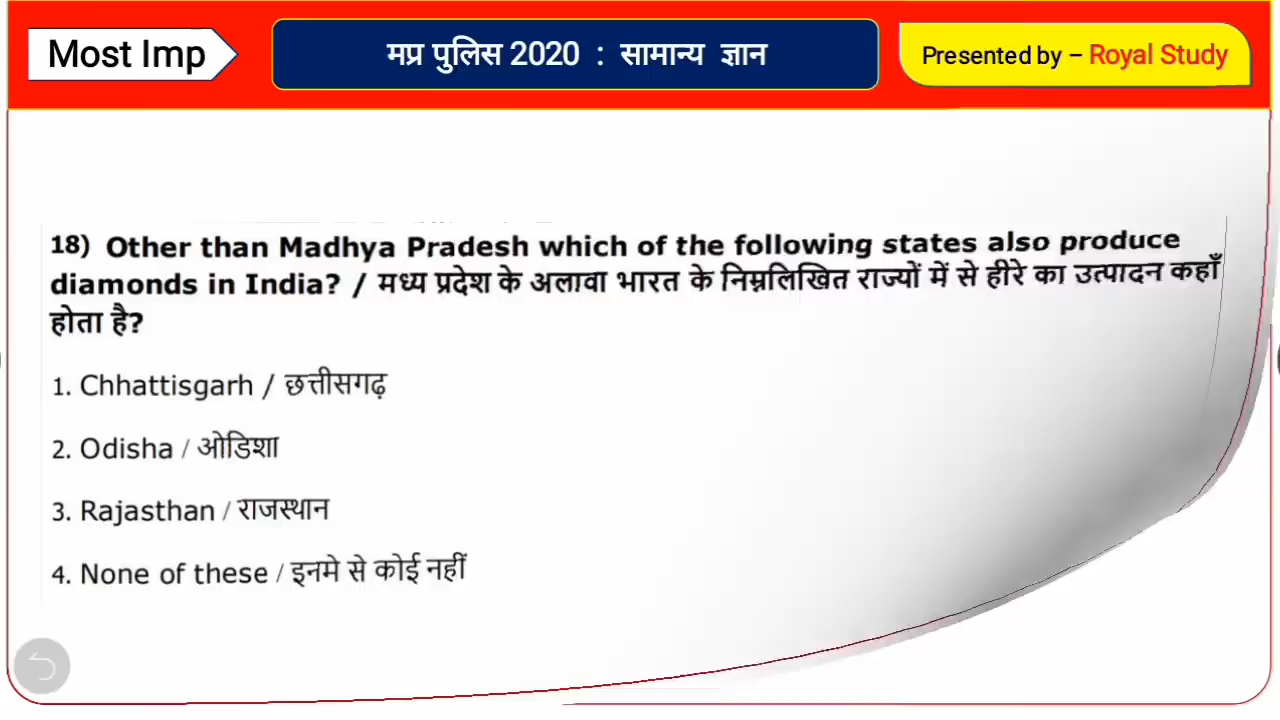 Most Imp
मप्र पुलिस 2020 : सामान्य ज्ञान
Presented by – Royal Study
18) Other than Madhya Pradesh which of the following states also produce
diamonds in India? / मध्य प्रदेश के अलावा भारत के निम्नलिखित राज्यों में से हीरे का उत्पादन कहाँ
होता है?
1. Chhattisgarh / छत्तीसगढ़
2. Odisha / ओडिशा
3. Rajasthan / राजस्थान
4. None of these / इनमे से कोई नहीं